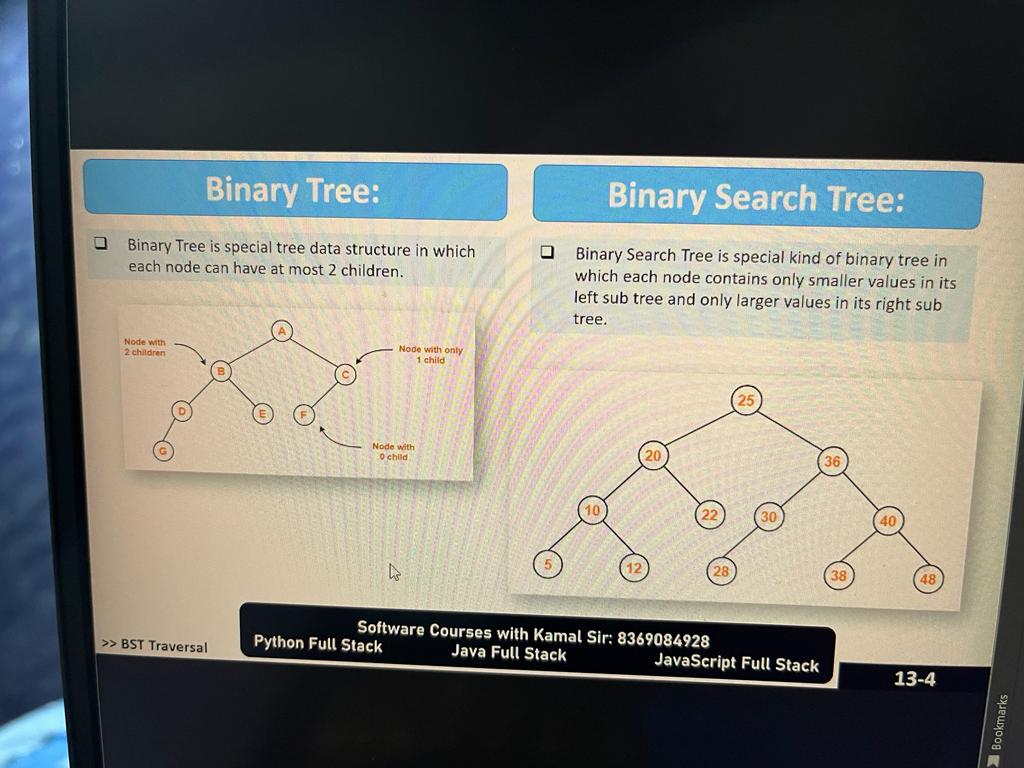 Binary Tree:
❑ Binary Tree is special tree data structure in which
each node can have at most 2 children.
A
Node with
2 children
Node with only
1 child
B
C
D
E
F
G
Node with
0 child
Binary Search Tree:
❑ Binary Search Tree is special kind of binary tree in
which each node contains only smaller values in its
left sub tree and only larger values in its right sub
tree.
25
20
36
10
22
30
40
5
12
28
38
48
>> BST Traversal
Software Courses with Kamal Sir: 8369084928
Python Full Stack Java Full Stack JavaScript Full Stack
13-4
Bookmarks